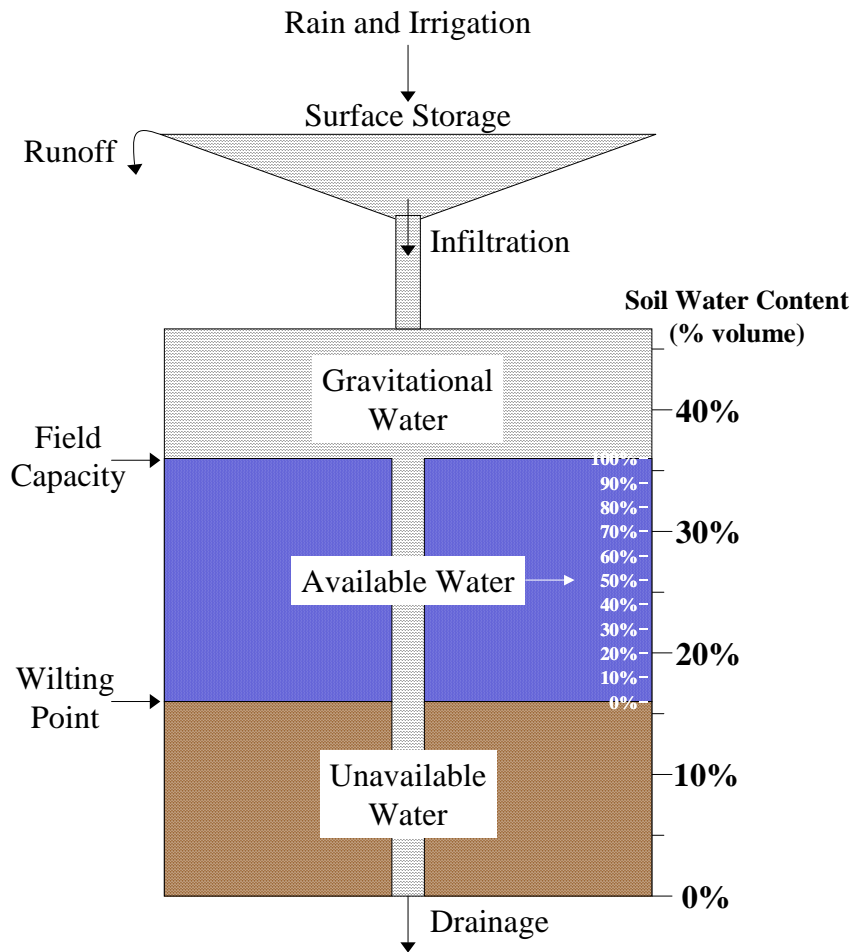 Rain and Irrigation
Surface Storage
Runoff
Infiltration
Soil Water Content
(% volume)
Gravitational
Water
40%
Field
Capacity
100%
90%
80%
70%
30%
60%
Available Water
50%
40%
30%
20%
20%
10%
0%
Wilting
Point
Unavailable
Water
10%
0%
Drainage